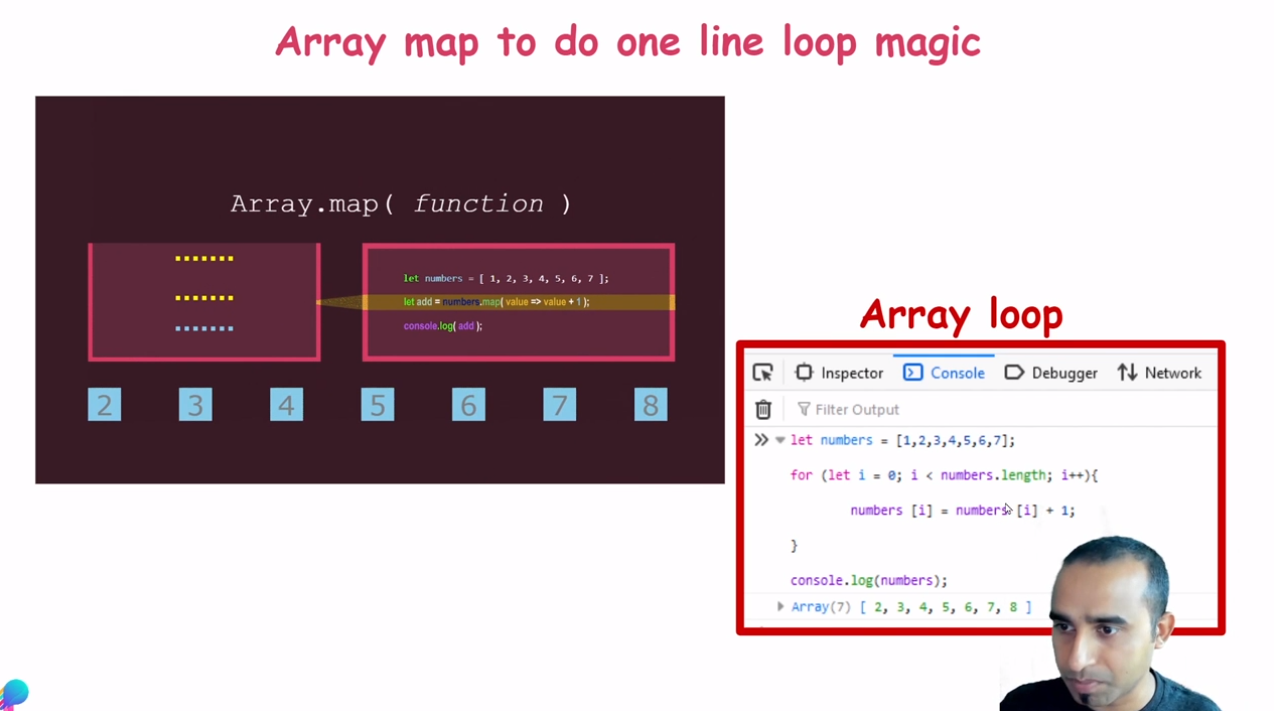 Array map to do one line loop magic
Array.map( function )
let numbers = [ 1, 2, 3, 4, 5, 6, 7 ];
let add = numbers.map( value => value + 1 );
console.log( add );
2 3 4 5 6 7 8
Array loop
Inspector Console Debugger Network
Filter Output
let numbers = [1,2,3,4,5,6,7];
for (let i = 0; i < numbers.length; i++){
numbers [i] = numbers [i] + 1;
}
console.log(numbers);
Array(7) [ 2, 3, 4, 5, 6, 7, 8 ]